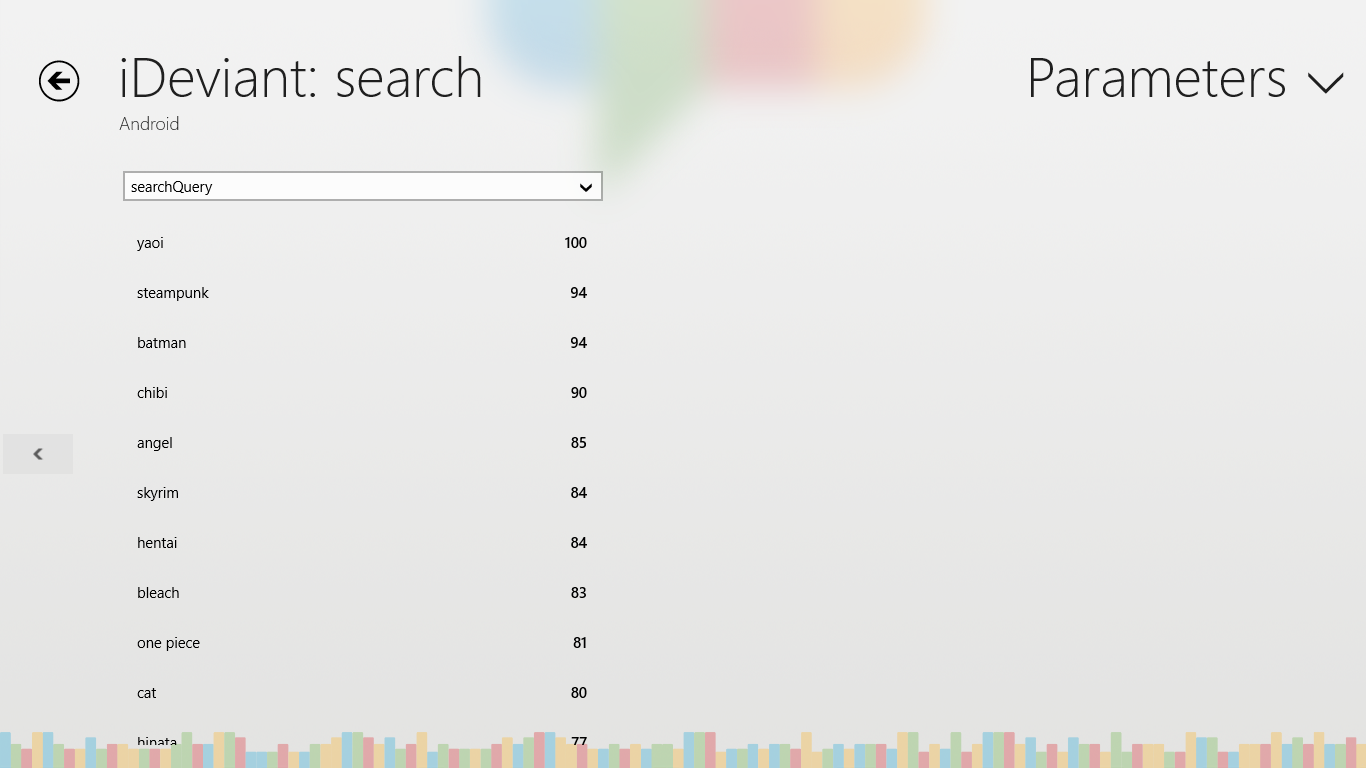 iDeviant: search
Parameters
Android
searchQuery
yaoi 100
steampunk 94
batman 94
chibi 90
angel 85
skyrim 84
hentai 84
bleach 83
one piece 81
cat 80
hinata 77